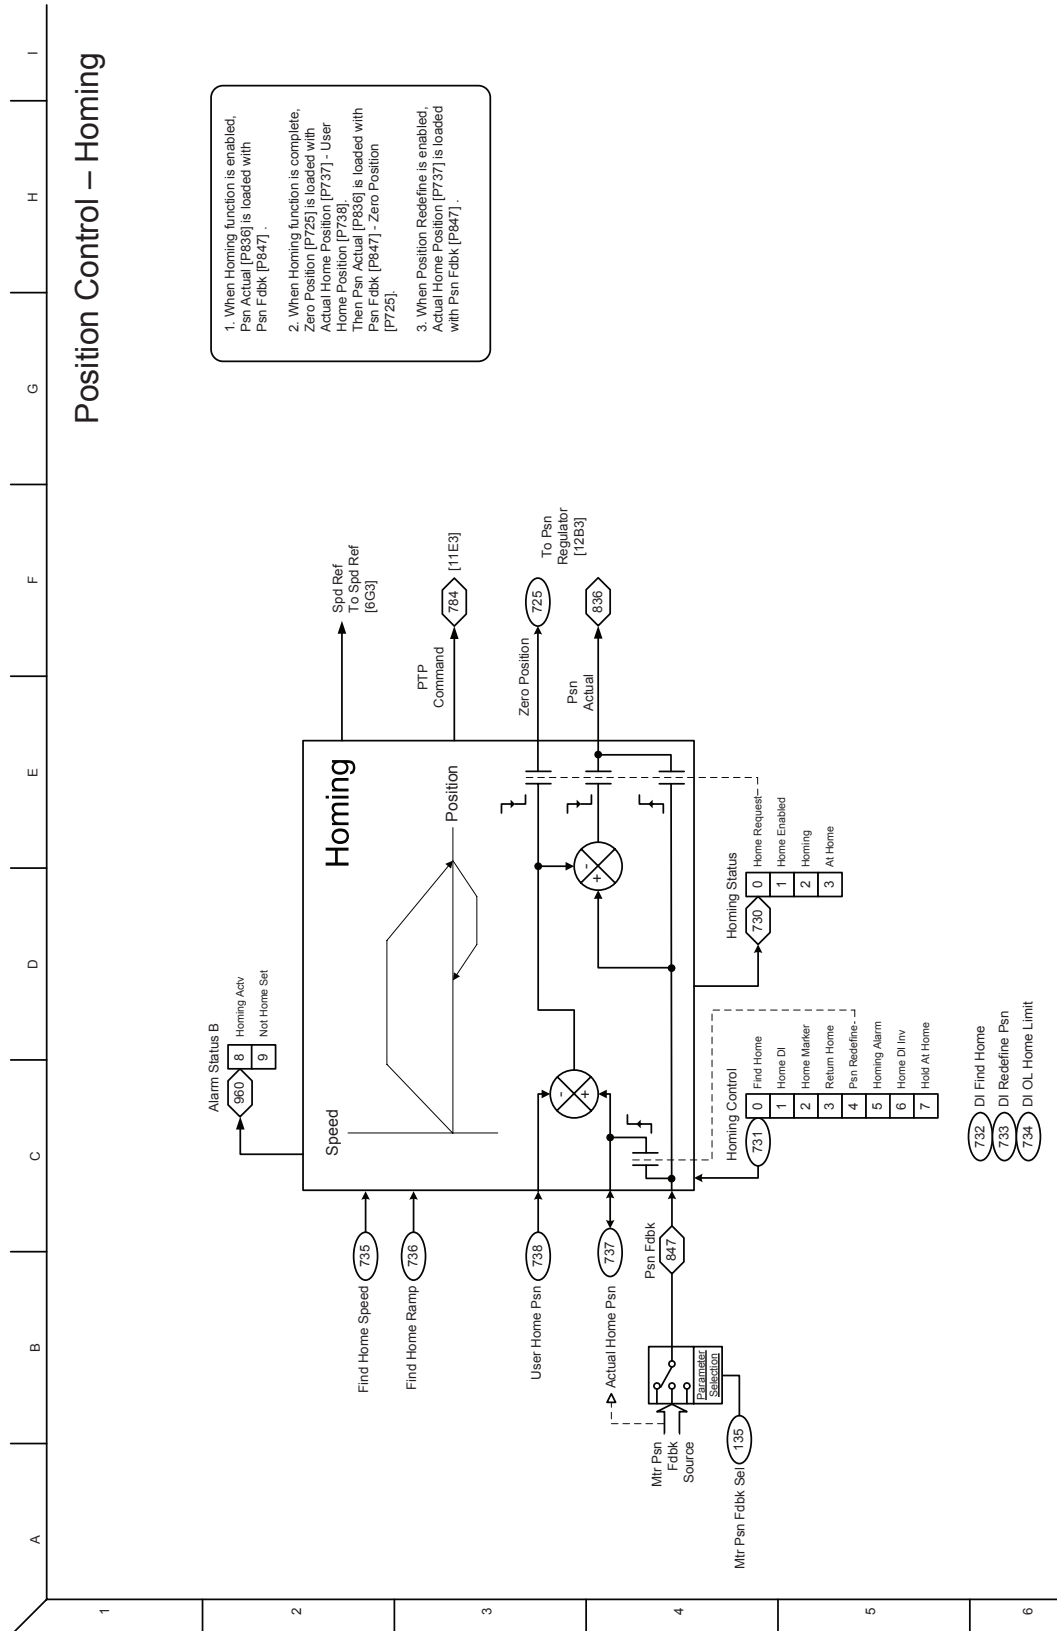 A
B
C
D
E
F
G
H
I
1
2
3
4
5
6
Position Control – Homing
1. When Homing function is enabled,
Psn Actual [P836] is loaded with
Psn Fdbk [P847] .
2. When Homing function is complete,
Zero Position [P725] is loaded with
Actual Home Position [P737] - User
Home Position [P738].
Then Psn Actual [P836] is loaded with
Psn Fdbk [P847] - Zero Position
[P725].
3. When Position Redefine is enabled,
Actual Home Position [P737] is loaded
with Psn Fdbk [P847] .
Alarm Status B
960
8 Homing Actv
9 Not Home Set
Homing
Speed
Position
Spd Ref
To Spd Ref
[6G3]
PTP
Command
784
[11E3]
Zero Position
725
To Psn
Regulator
[12B3]
Psn
Actual
836
Find Home Speed 735
Find Home Ramp 736
User Home Psn 738
Actual Home Psn 737
Psn Fdbk
847
-
+
-
+
Mtr Psn
Fdbk
Source
Parameter
Selection
Mtr Psn Fdbk Sel 135
Homing Control
731
0 Find Home
1 Home DI
2 Home Marker
3 Return Home
4 Psn Redefine
5 Homing Alarm
6 Home DI Inv
7 Hold At Home
Homing Status
730
0 Home Request
1 Home Enabled
2 Homing
3 At Home
732 DI Find Home
733 DI Redefine Psn
734 DI OL Home Limit